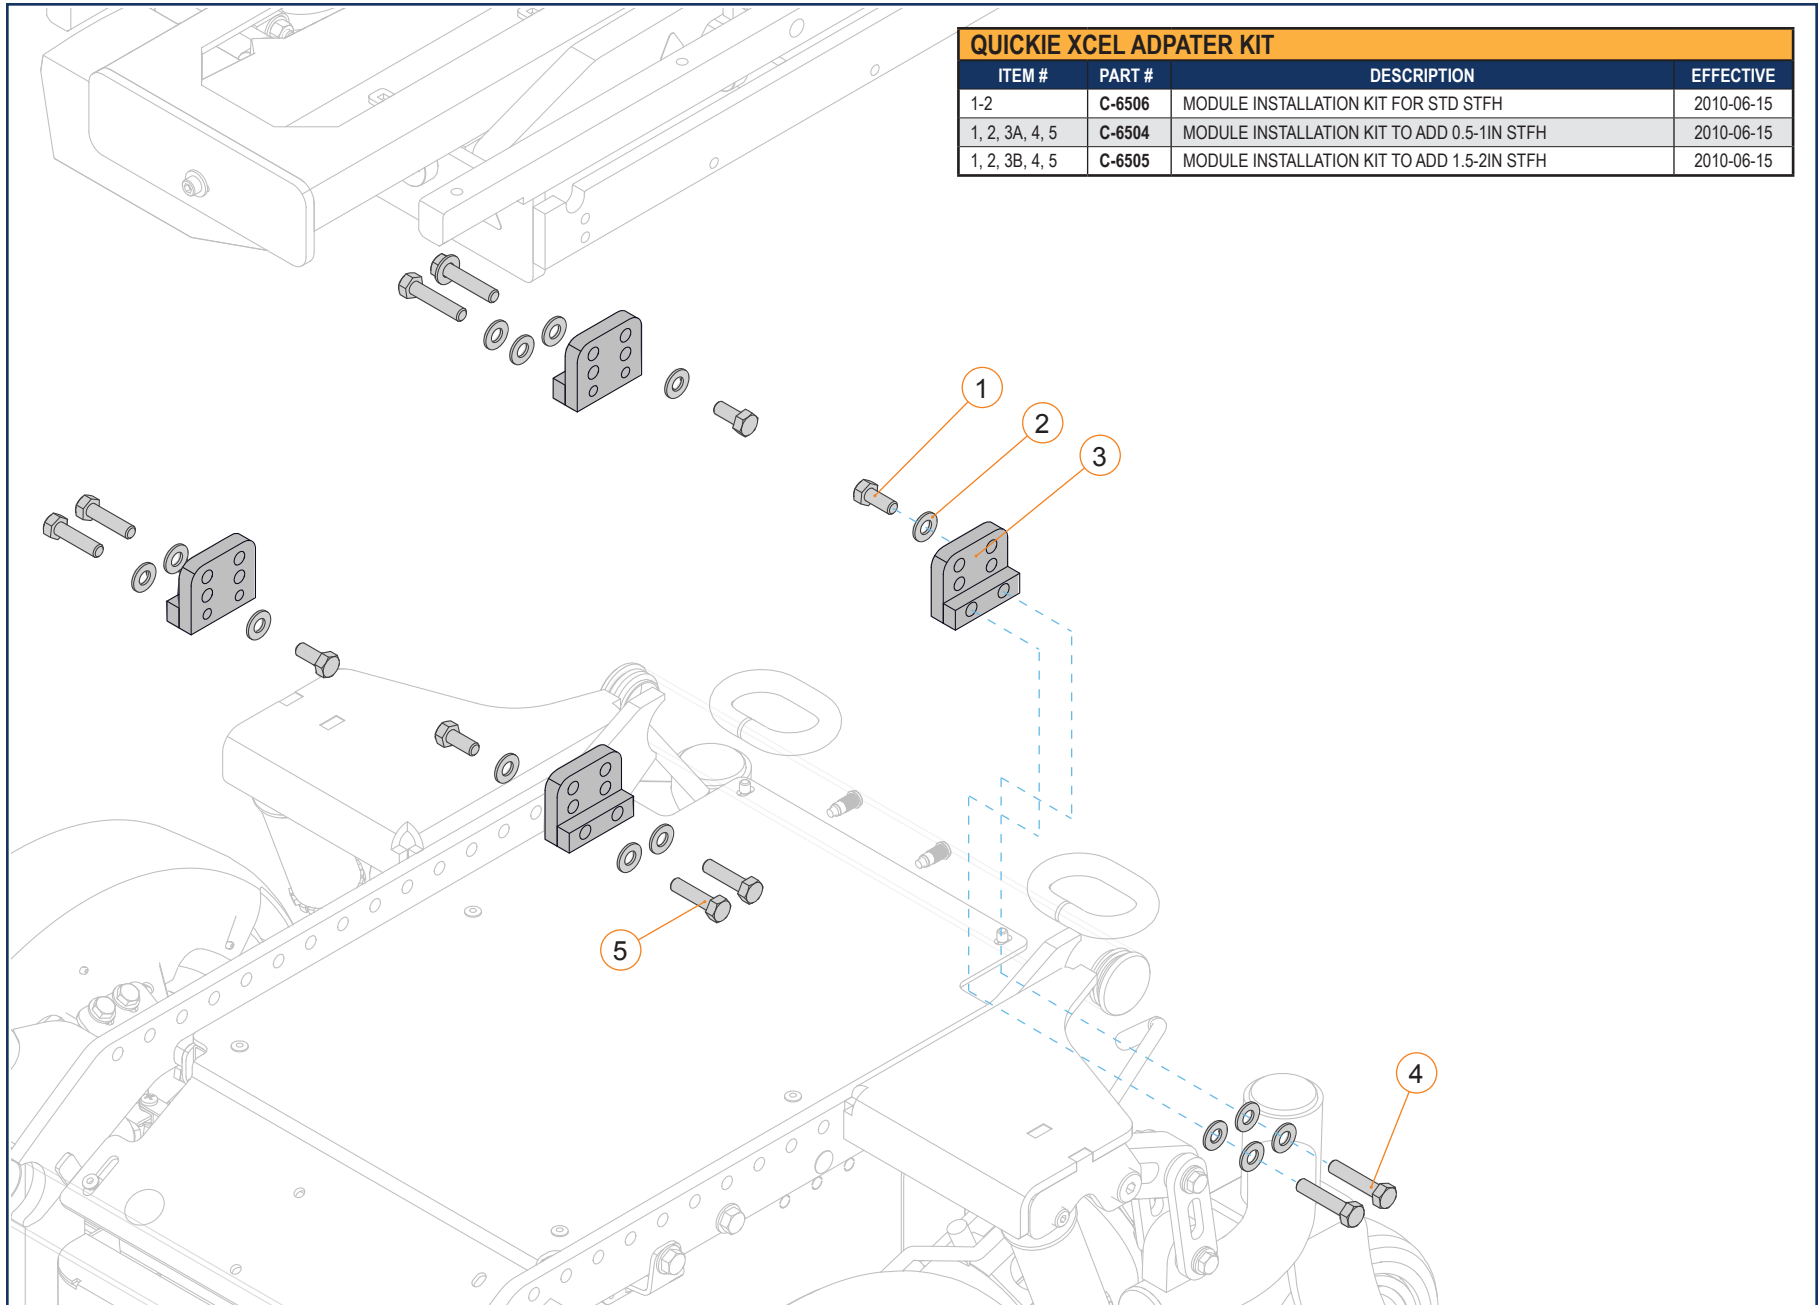 QUICKIE XCEL ADPATER KIT
ITEM # PART # DESCRIPTION EFFECTIVE
1-2 C-6506 MODULE INSTALLATION KIT FOR STD STFH 2010-06-15
1, 2, 3A, 4, 5 C-6504 MODULE INSTALLATION KIT TO ADD 0.5-1IN STFH 2010-06-15
1, 2, 3B, 4, 5 C-6505 MODULE INSTALLATION KIT TO ADD 1.5-2IN STFH 2010-06-15
1
2
3
5
4